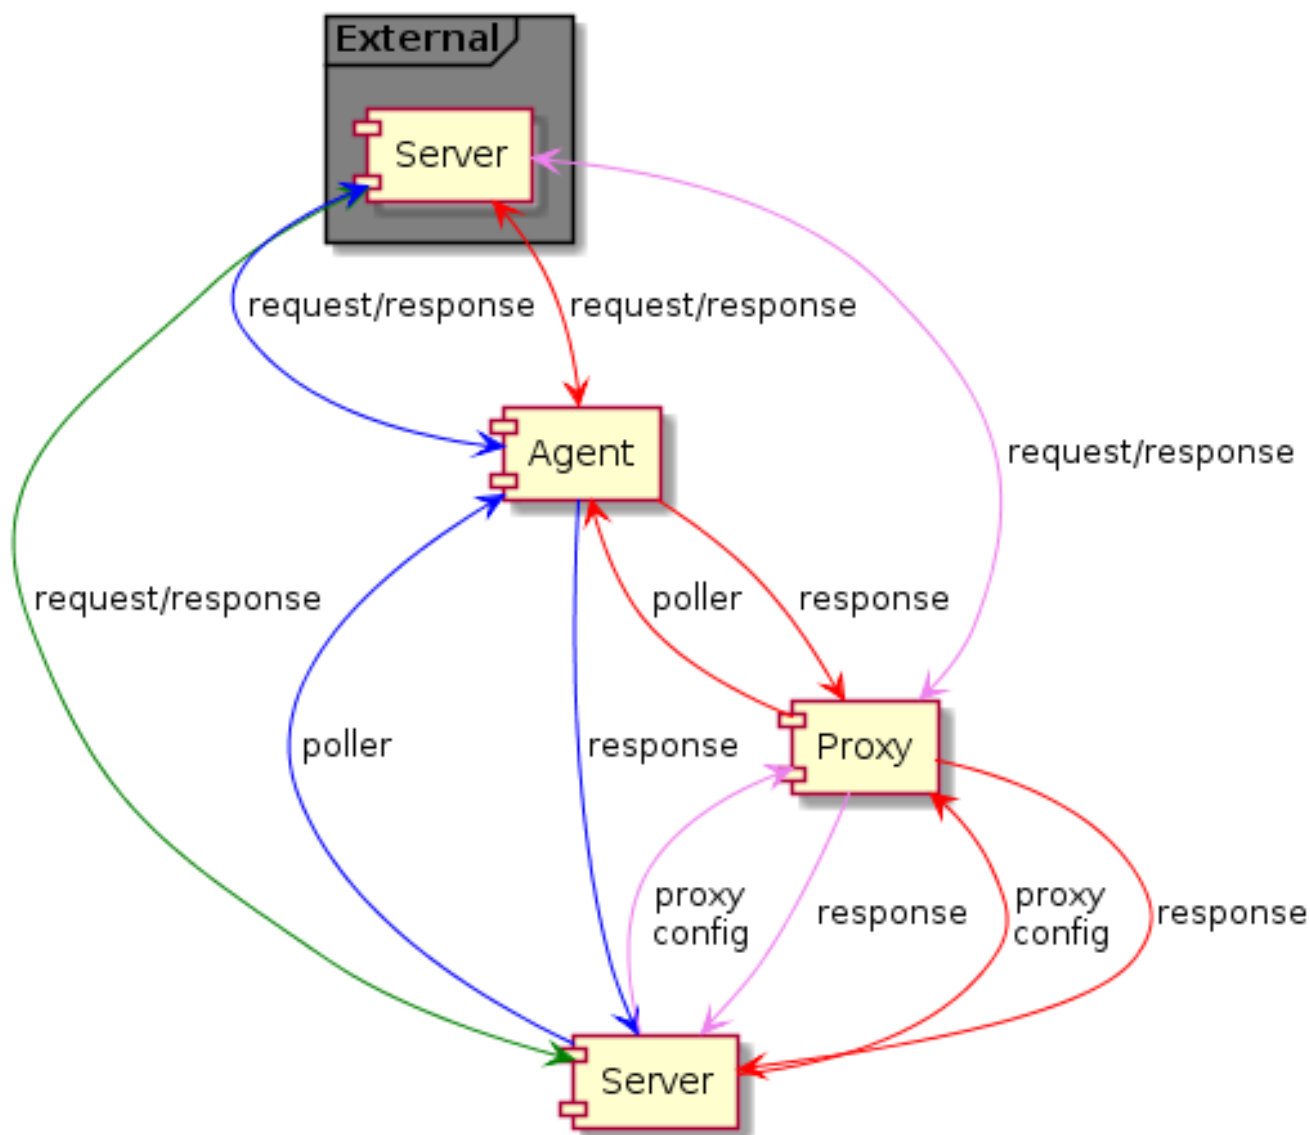 External
Server
request/response
request/response
Agent
request/response
request/response
poller
response
poller
response
Proxy
proxy
config
response
proxy
config
response
Server